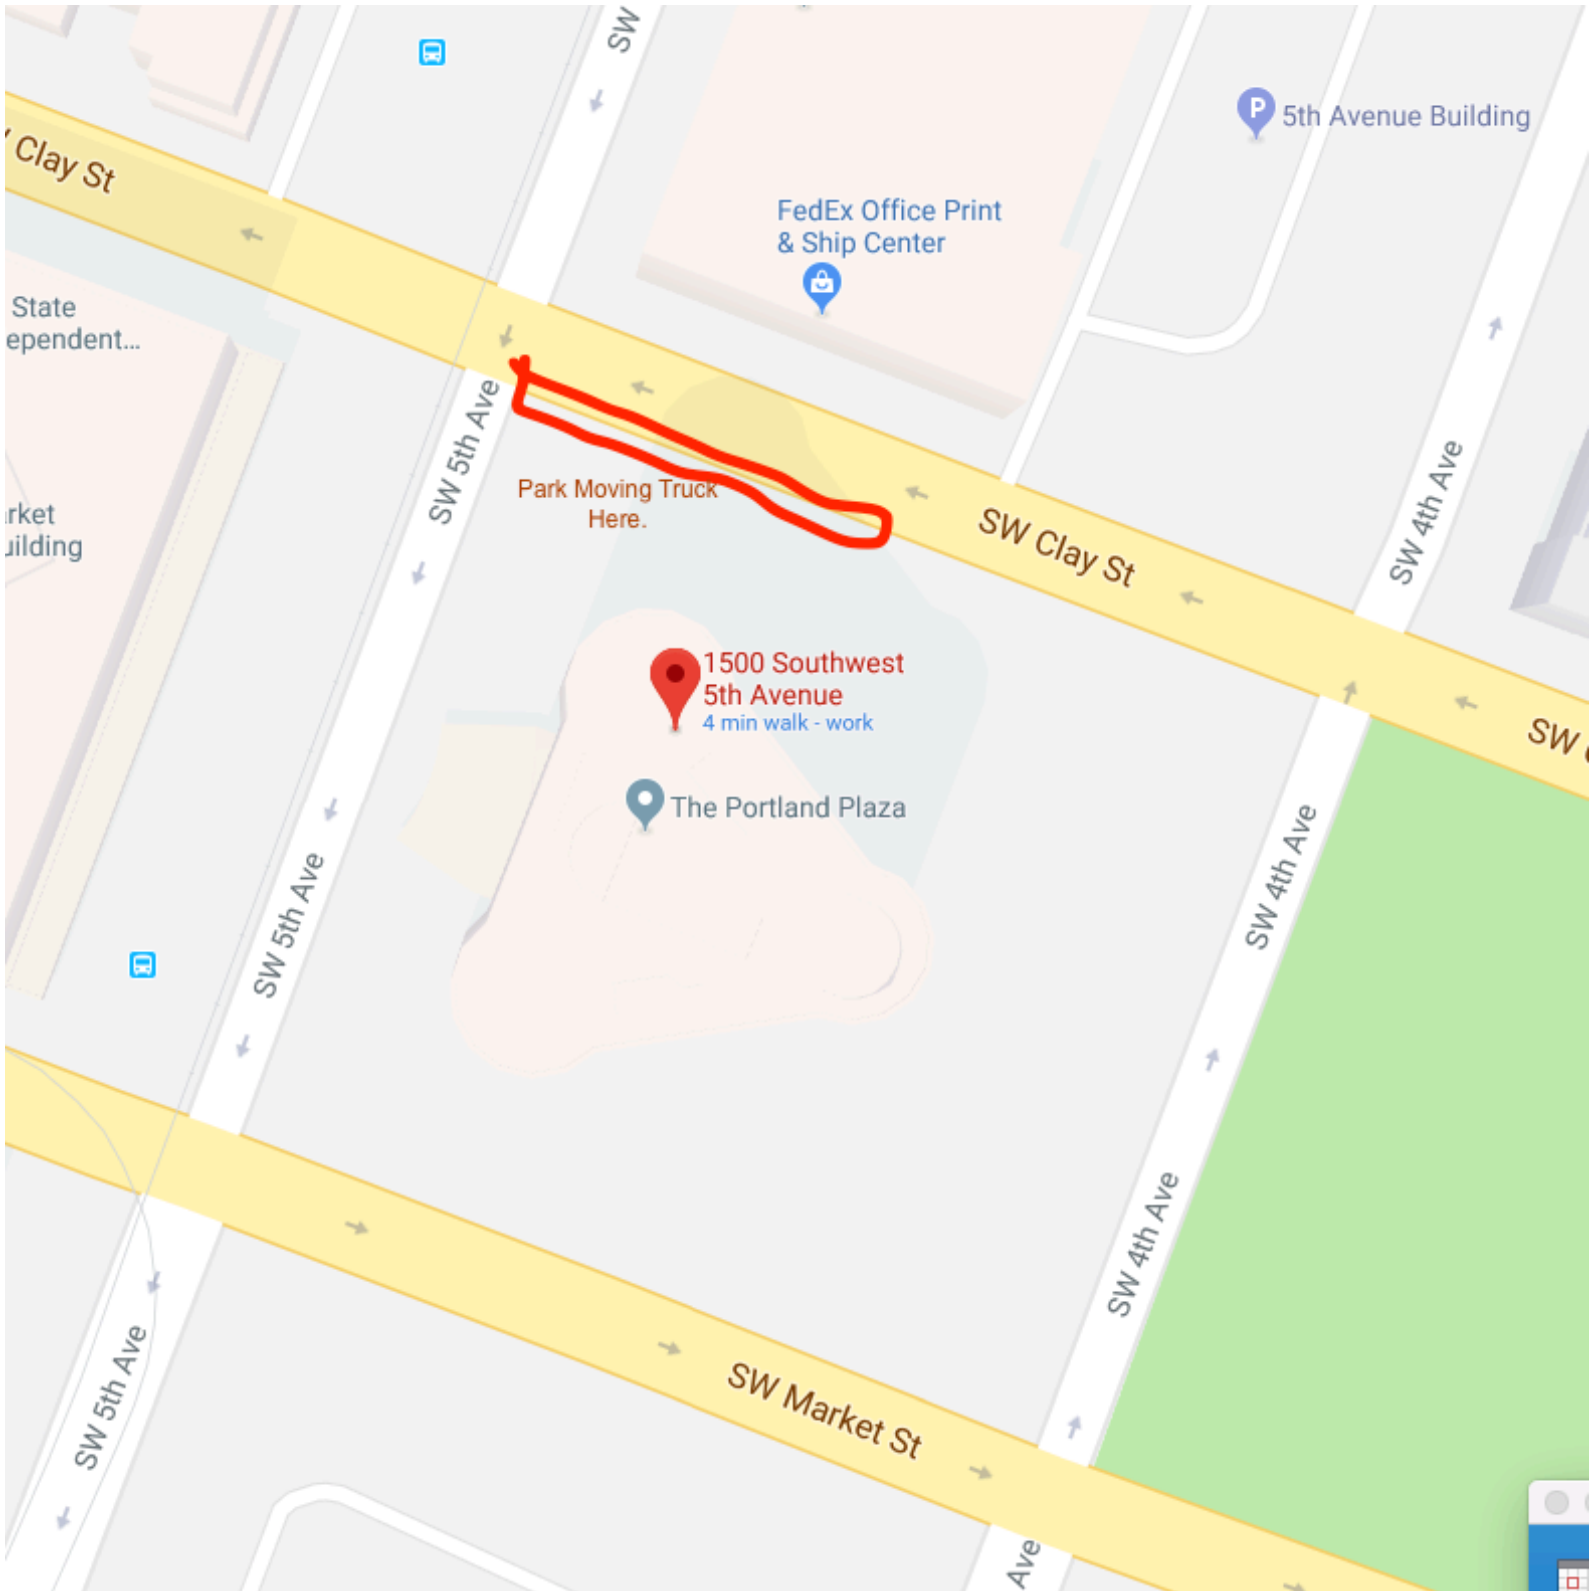 SW
5th Avenue Building
Clay St
FedEx Office Print
& Ship Center
State
ependent...
SW 5th Ave
Park Moving Truck
Here.
SW Clay St
SW 4th Ave
rket
uilding
1500 Southwest
5th Avenue
4 min walk - work
SW
The Portland Plaza
SW 4th Ave
SW 5th Ave
SW 4th Ave
SW 5th Ave
SW Market St
Ave
P